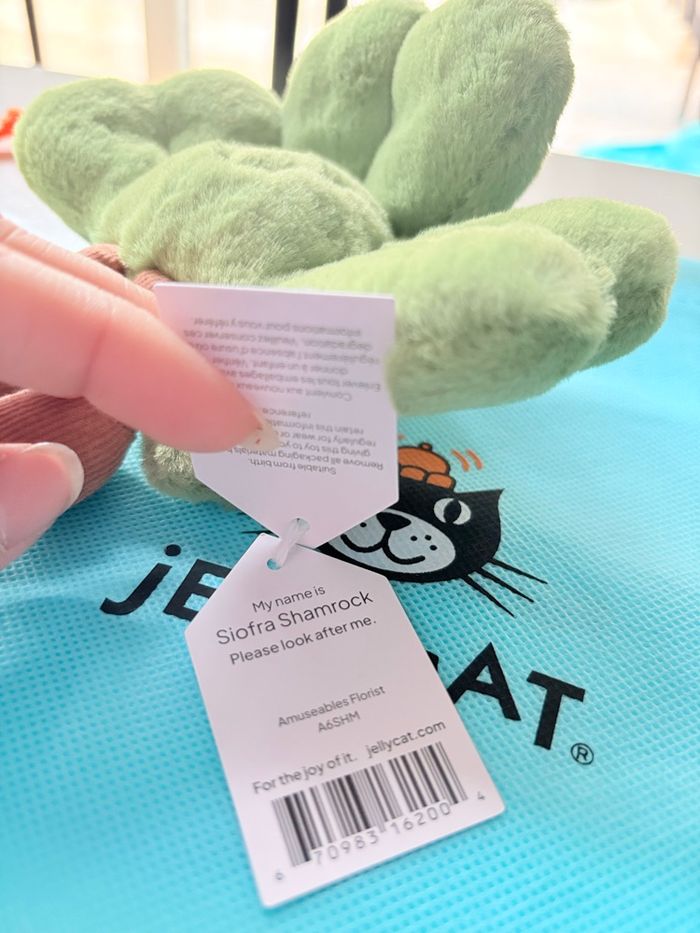 Suitable from birth.
Remove all packaging materials
giving this toy to
regularly for wear or
retain this
reference.
Convient aux nouveaux
Enlever tous les emballages
donner à un enfant. Vérifier
régulièrement l'absence d'usure ou
dégradation. Veuillez conserver ces
informations pour vous y référer.
My name is
Siofra Shamrock
Please look after me.
Amuseables Florist
A6SHM
For the joy of it. jellycat.com
6 70983 16200 4
jE AT®